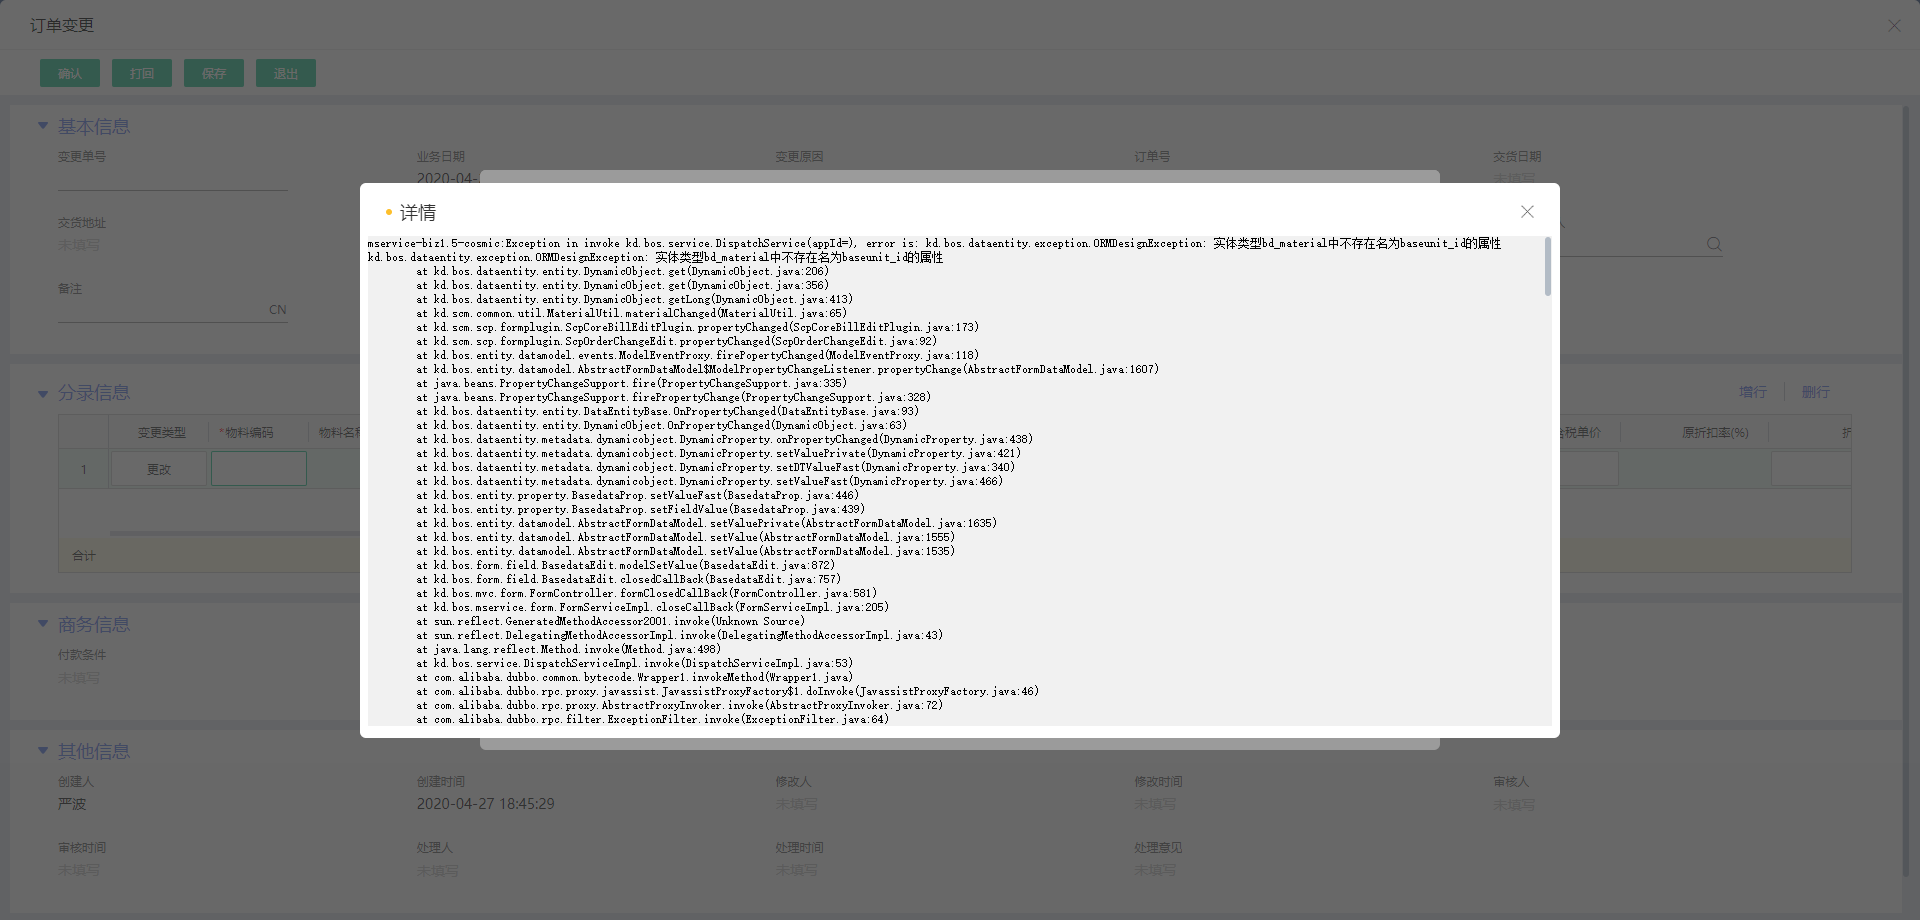 订单变更
确认 打回 保存 退出
基本信息
变更单号 业务日期 变更原因 订单号 交货日期
2020-04- 未填写
交货地址
未填写
备注
CN
详情
mservice-biz1.5-cosmic:Exception in invoke kd.bos.service.DispatchService(appId=), error is: kd.bos.dataentity.exception.ORMDesignException: 实体类型bd_material中不存在名为baseunit_id的属性
kd.bos.dataentity.exception.ORMDesignException: 实体类型bd_material中不存在名为baseunit_id的属性
at kd.bos.dataentity.entity.DynamicObject.get(DynamicObject.java:206)
at kd.bos.dataentity.entity.DynamicObject.get(DynamicObject.java:356)
at kd.bos.dataentity.entity.DynamicObject.getLong(DynamicObject.java:413)
at kd.scm.common.util.MaterialUtil.materialChanged(MaterialUtil.java:65)
at kd.scm.scp.formplugin.ScpCoreBillEditPlugin.propertyChanged(ScpCoreBillEditPlugin.java:173)
at kd.scm.scp.formplugin.ScpOrderChangeEdit.propertyChanged(ScpOrderChangeEdit.java:92)
at kd.bos.entity.datamodel.events.ModelEventProxy.firePopertyChanged(ModelEventProxy.java:118)
at kd.bos.entity.datamodel.AbstractFormDataModel$ModelPropertyChangeListener.propertyChange(AbstractFormDataModel.java:1607)
at java.beans.PropertyChangeSupport.fire(PropertyChangeSupport.java:335)
at java.beans.PropertyChangeSupport.firePropertyChange(PropertyChangeSupport.java:328)
at kd.bos.dataentity.entity.DataEntityBase.OnPropertyChanged(DataEntityBase.java:93)
at kd.bos.dataentity.entity.DynamicObject.OnPropertyChanged(DynamicObject.java:63)
at kd.bos.dataentity.metadata.dynamicobject.DynamicProperty.onPropertyChanged(DynamicProperty.java:438)
at kd.bos.dataentity.metadata.dynamicobject.DynamicProperty.setValuePrivate(DynamicProperty.java:421)
at kd.bos.dataentity.metadata.dynamicobject.DynamicProperty.setDTValueFast(DynamicProperty.java:340)
at kd.bos.dataentity.metadata.dynamicobject.DynamicProperty.setValueFast(DynamicProperty.java:466)
at kd.bos.entity.property.BasedataProp.setValueFast(BasedataProp.java:446)
at kd.bos.entity.property.BasedataProp.setFieldValue(BasedataProp.java:439)
at kd.bos.entity.datamodel.AbstractFormDataModel.setValuePrivate(AbstractFormDataModel.java:1635)
at kd.bos.entity.datamodel.AbstractFormDataModel.setValue(AbstractFormDataModel.java:1555)
at kd.bos.entity.datamodel.AbstractFormDataModel.setValue(AbstractFormDataModel.java:1535)
at kd.bos.form.field.BasedataEdit.modelSetValue(BasedataEdit.java:872)
at kd.bos.form.field.BasedataEdit.closedCallBack(BasedataEdit.java:757)
at kd.bos.mvc.form.FormController.formClosedCallBack(FormController.java:581)
at kd.bos.mservice.form.FormServiceImpl.closeCallBack(FormServiceImpl.java:205)
at sun.reflect.GeneratedMethodAccessor2001.invoke(Unknown Source)
at sun.reflect.DelegatingMethodAccessorImpl.invoke(DelegatingMethodAccessorImpl.java:43)
at java.lang.reflect.Method.invoke(Method.java:498)
at kd.bos.service.DispatchServiceImpl.invoke(DispatchServiceImpl.java:53)
at com.alibaba.dubbo.common.bytecode.Wrapper1.invokeMethod(Wrapper1.java)
at com.alibaba.dubbo.rpc.proxy.javassist.JavassistProxyFactory$1.doInvoke(JavassistProxyFactory.java:46)
at com.alibaba.dubbo.rpc.proxy.AbstractProxyInvoker.invoke(AbstractProxyInvoker.java:72)
at com.alibaba.dubbo.rpc.filter.ExceptionFilter.invoke(ExceptionFilter.java:64)
分录信息 增行 删行
变更类型 *物料编码 物料名 税单价 原折扣率(%)
1 更改
合计
商务信息
付款条件
未填写
其他信息
创建人 创建时间 修改人 修改时间 审核人
严波 2020-04-27 18:45:29 未填写 未填写 未填写
审核时间 处理人 处理时间 处理意见
未填写 未填写 未填写 未填写